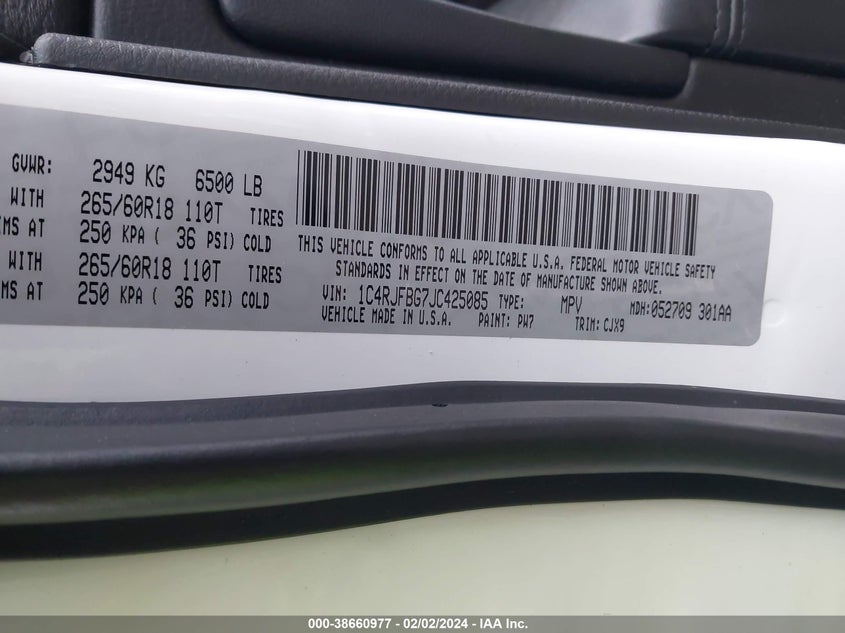 GVWR: 2949 KG 6500 LB
WITH 265/60R18 110T TIRES
MS AT 250 KPA ( 36 PSI) COLD
WITH 265/60R18 110T TIRES
MS AT 250 KPA ( 36 PSI) COLD
THIS VEHICLE CONFORMS TO ALL APPLICABLE U.S.A. FEDERAL MOTOR VEHICLE SAFETY
STANDARDS IN EFFECT ON THE DATE OF MANUFACTURE SHOWN ABOVE.
VIN: 1C4RJFBG7JC425085 TYPE: MPV MDH:052709 301AA
VEHICLE MADE IN U.S.A. PAINT: PW7 TRIM: CJX9
000-38660977 - 02/02/2024 - IAA Inc.